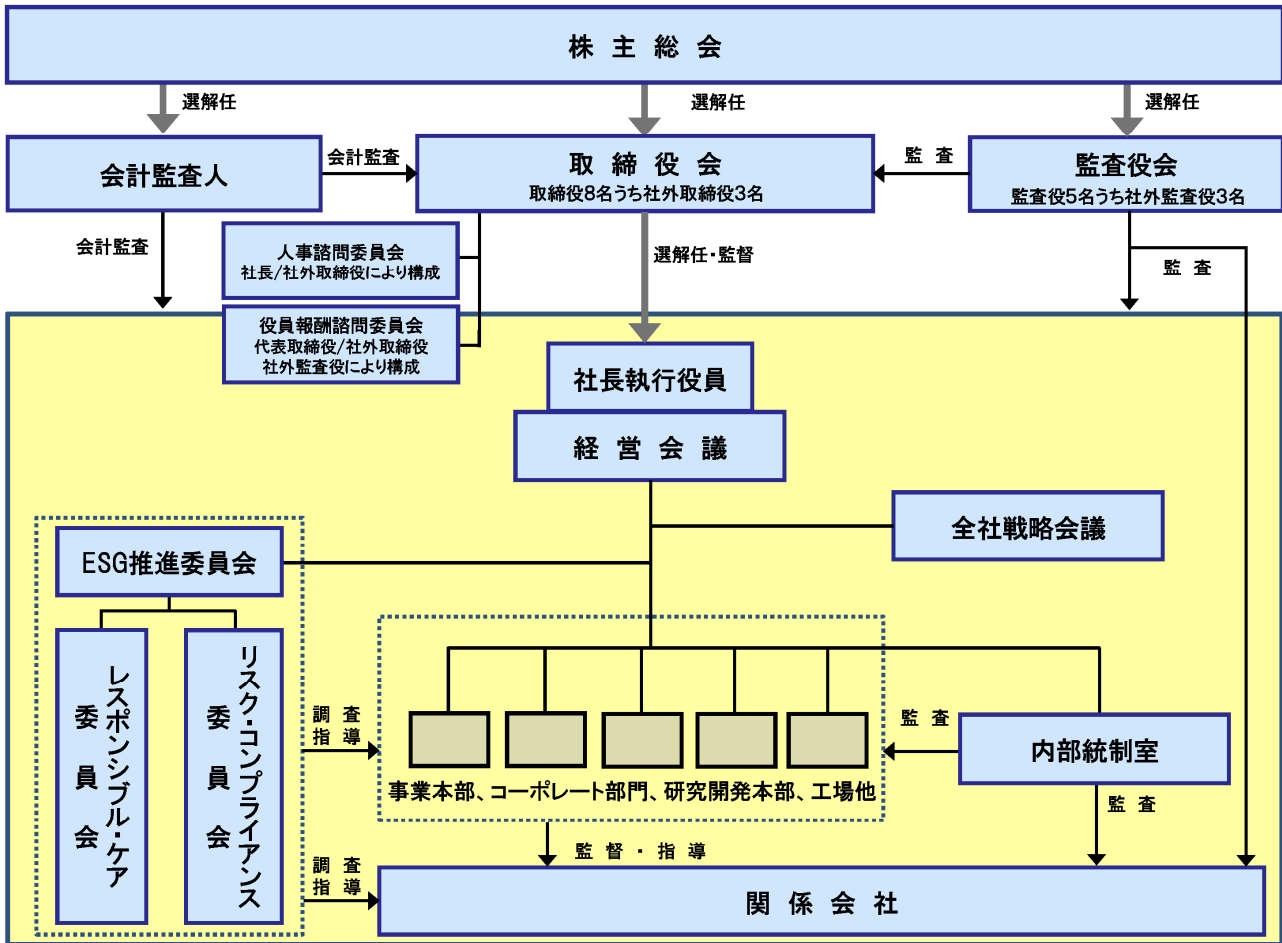 株主総会
選解任
選解任
選解任
会計監査人
会計監査
取締役会
取締役8名うち社外取締役3名
監査
監査役会
監査役5名うち社外監査役3名
会計監査
人事諮問委員会
社長/社外取締役により構成
選解任・監督
監査
役員報酬諮問委員会
代表取締役/社外取締役
社外監査役により構成
社長執行役員
経営会議
全社戦略会議
ESG推進委員会
レスポンシブル・ケア
委員会
リスク・コンプライアンス
委員会
調査
指導
監査
内部統制室
事業本部、コーポレート部門、研究開発本部、工場他
監査
監督・指導
調査
指導
関係会社